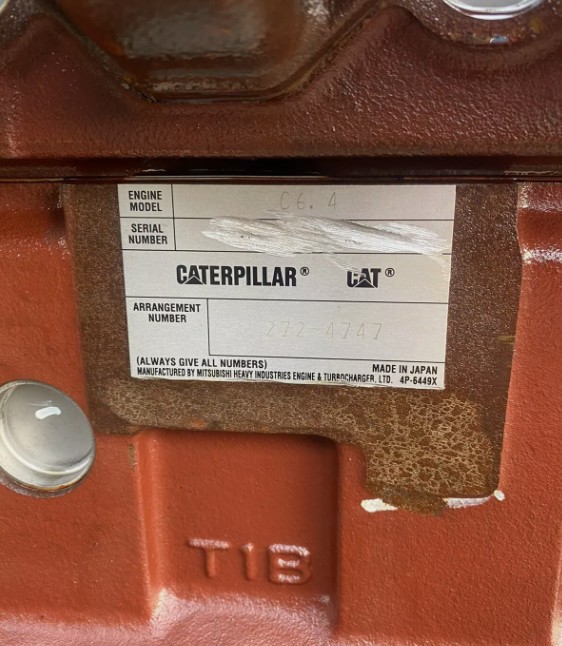 ENGINE MODEL C6.4
SERIAL NUMBER
CATERPILLAR® CAT®
ARRANGEMENT NUMBER 272-4747
(ALWAYS GIVE ALL NUMBERS) MADE IN JAPAN
MANUFACTURED BY MITSUBISHI HEAVY INDUSTRIES ENGINE & TURBOCHARGER, LTD. 4P-6449X
T1B